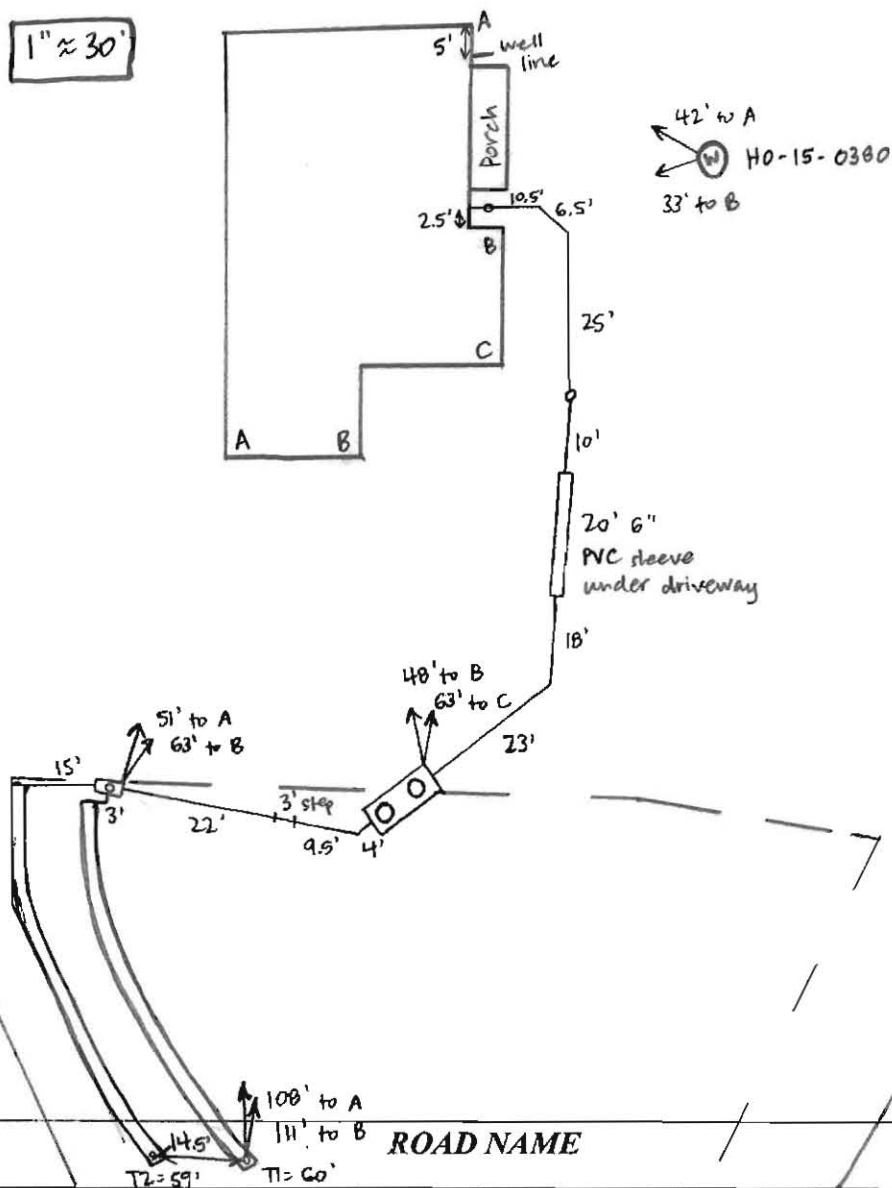 1" ≈ 30'
A
5'
well
line
Porch
42' to A
W
HO-15-0380
33' to B
10.5'
6.5'
2.5'
B
25'
C
A
B
10'
20' 6"
PVC sleeve
under driveway
18'
48' to B
63' to C
23'
51' to A
63' to B
15'
3'
22'
3' step
9.5'
4'
108' to A
111' to B
ROAD NAME
14.5'
T2=59'
T1=60'